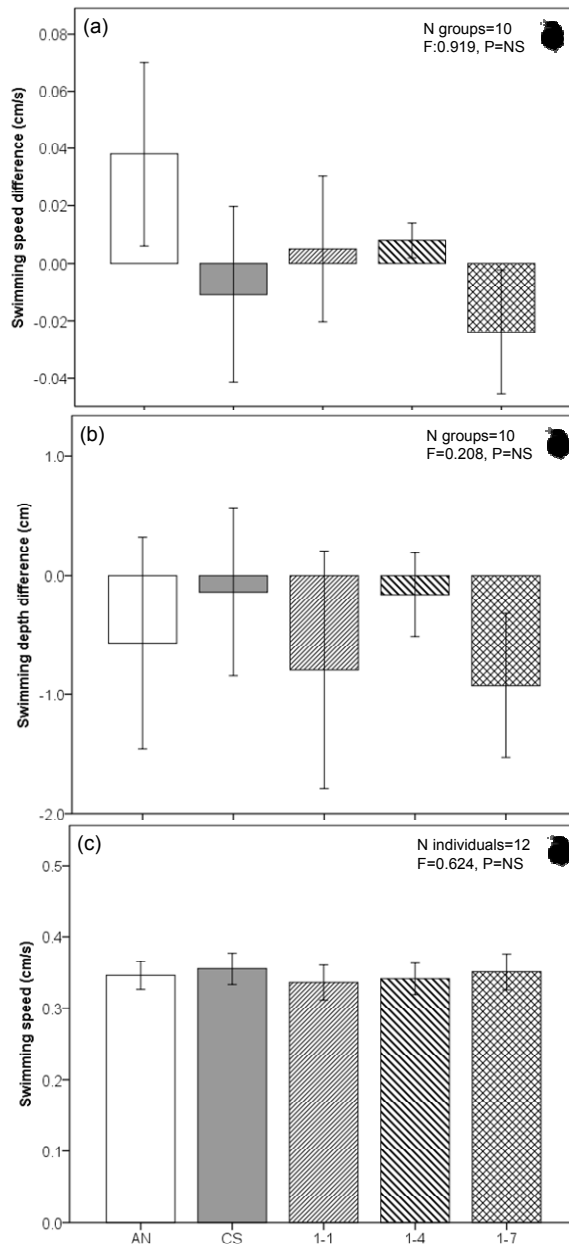 (a)
N groups=10
F:0.919, P=NS
Swimming speed difference (cm/s)
0.08
0.06
0.04
0.02
0.00
-0.02
-0.04
(b)
N groups=10
F=0.208, P=NS
Swimming depth difference (cm)
1.0
0.0
-1.0
-2.0
(c)
N individuals=12
F=0.624, P=NS
Swimming speed (cm/s)
0.5
0.4
0.3
0.2
0.1
0.0
AN CS 1-1 1-4 1-7